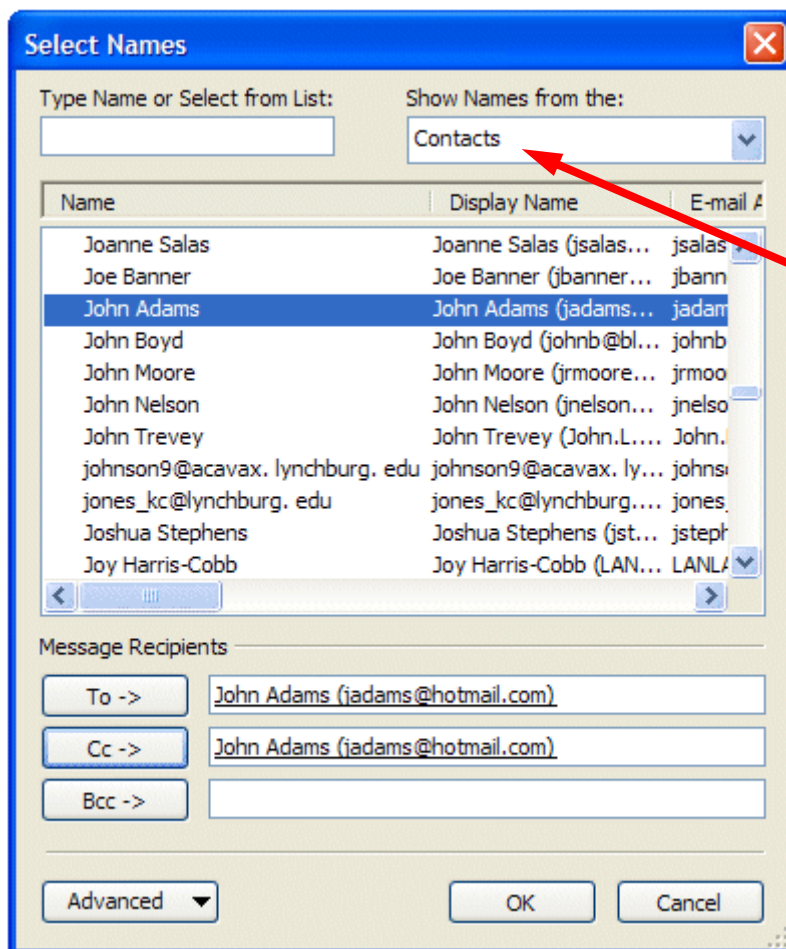 Select Names
Type Name or Select from List: Show Names from the:
Contacts
Name Display Name E-mail A
Joanne Salas Joanne Salas (jsalas... jsalas
Joe Banner Joe Banner (jbanner... jbann
John Adams John Adams (jadams... jadam
John Boyd John Boyd (johnb@bl... johnb
John Moore John Moore (jrmoore... jrmoo
John Nelson John Nelson (jnelson... jnelso
John Trevey John Trevey (John.L.... John.
johnson9@acavax. lynchburg. edu johnson9@acavax. ly... johns
jones_kc@lynchburg. edu jones_kc@lynchburg.... jones_
Joshua Stephens Joshua Stephens (jst... jsteph
Joy Harris-Cobb Joy Harris-Cobb (LAN... LANLA
Message Recipients
To -> John Adams (jadams@hotmail.com)
Cc -> John Adams (jadams@hotmail.com)
Bcc ->
Advanced OK Cancel